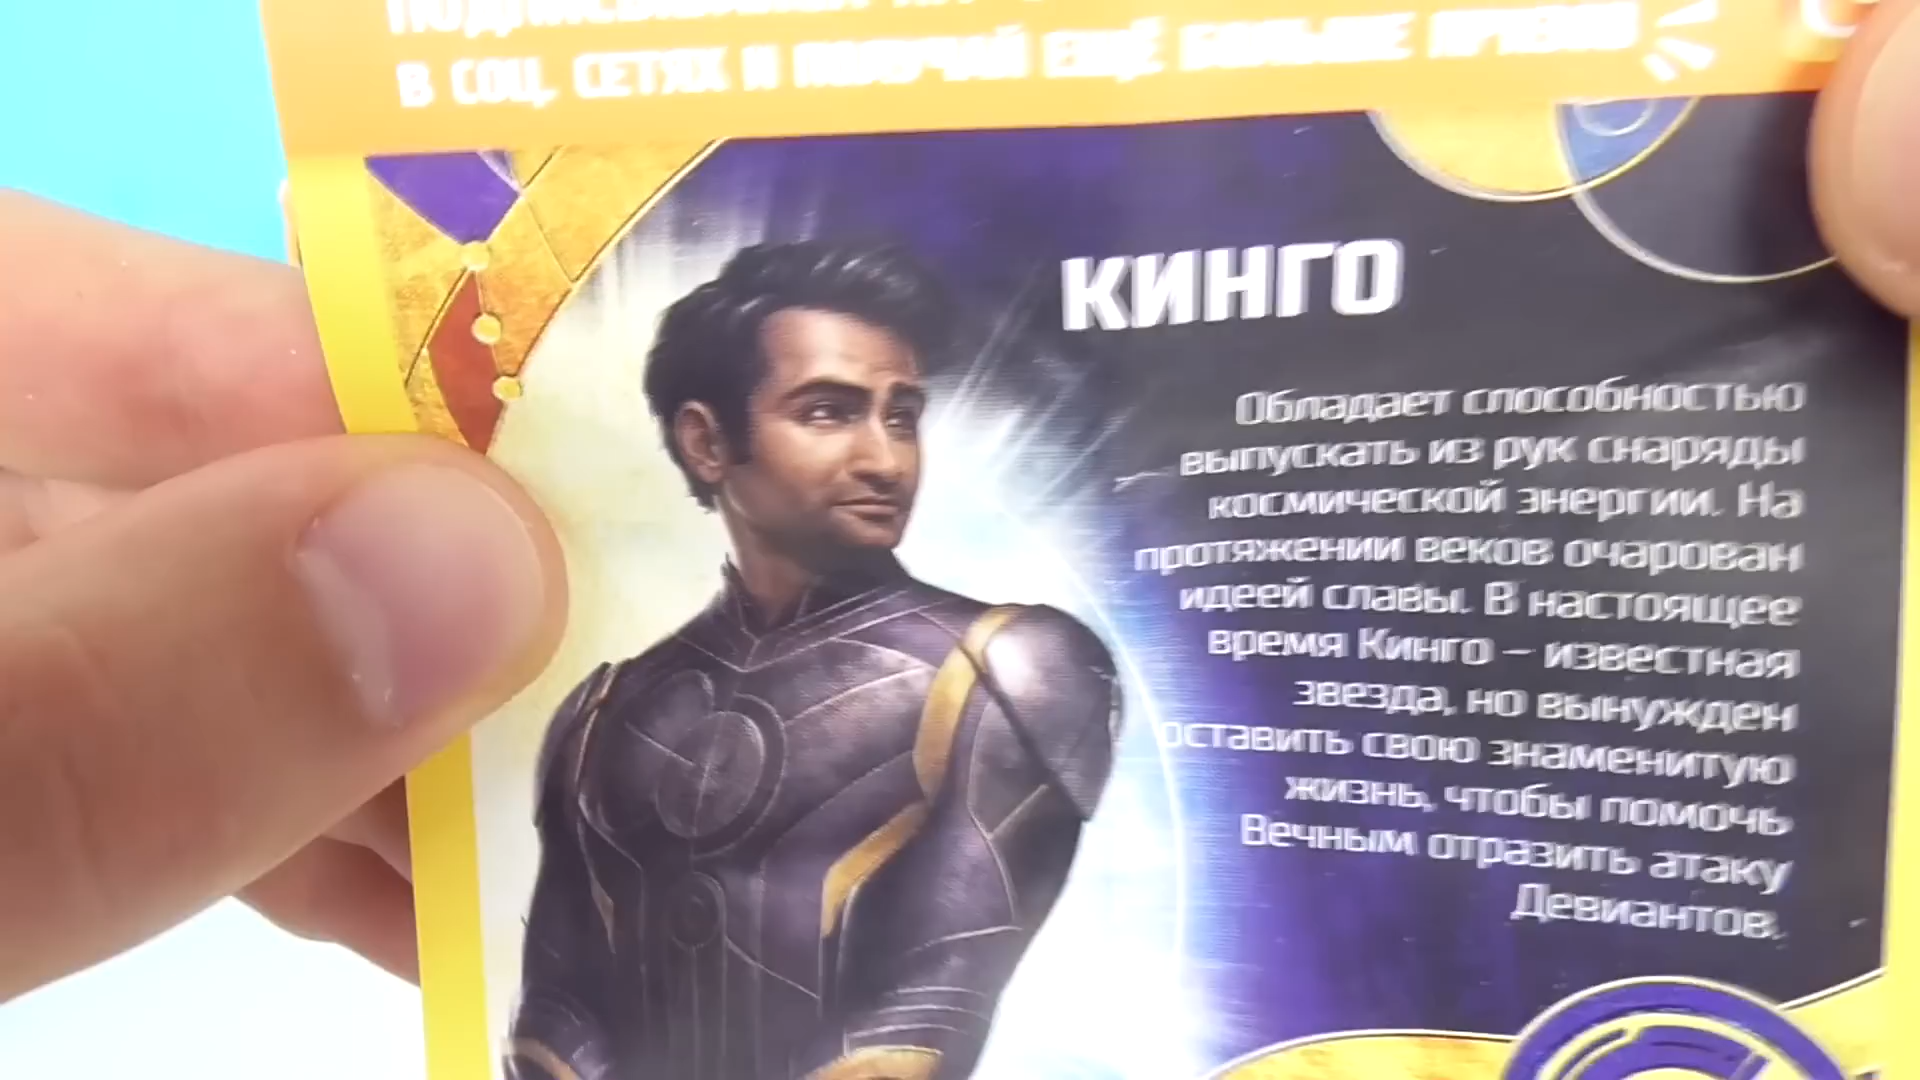 В СОЦ. СЕТЯХ И ПОЛУЧАЙ ЕЩЁ БОЛЬШЕ
КИНГО
Обладает способностью
выпускать из рук снаряды
космической энергии. На
протяжении веков очарован
идеей славы. В настоящее
время Кинго – известная
звезда, но вынужден
оставить свою знаменитую
жизнь, чтобы помочь
Вечным отразить атаку
Девиантов.